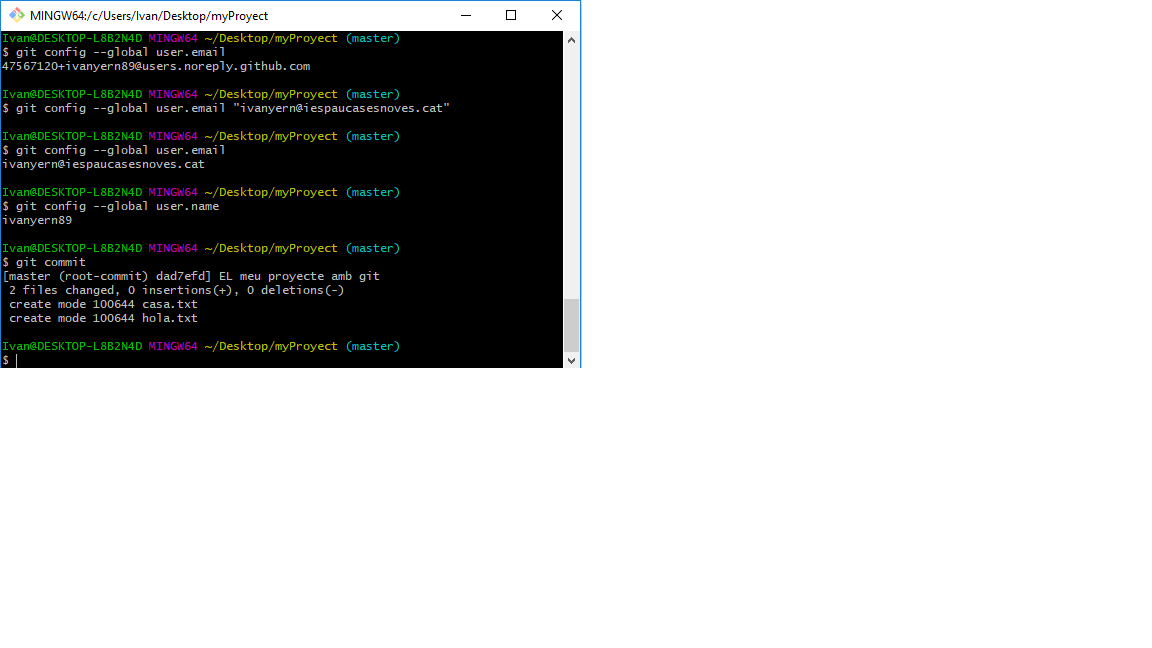 MINGW64:/c/Users/Ivan/Desktop/myProyect
Ivan@DESKTOP-L8B2N4D MINGW64 ~/Desktop/myProyect (master)
$ git config --global user.email
47567120+ivanyern89@users.noreply.github.com
Ivan@DESKTOP-L8B2N4D MINGW64 ~/Desktop/myProyect (master)
$ git config --global user.email "ivanyern@iespaucasesnoves.cat"
Ivan@DESKTOP-L8B2N4D MINGW64 ~/Desktop/myProyect (master)
$ git config --global user.email
ivanyern@iespaucasesnoves.cat
Ivan@DESKTOP-L8B2N4D MINGW64 ~/Desktop/myProyect (master)
$ git config --global user.name
ivanyern89
Ivan@DESKTOP-L8B2N4D MINGW64 ~/Desktop/myProyect (master)
$ git commit
[master (root-commit) dad7efd] EL meu proyecte amb git
2 files changed, 0 insertions(+), 0 deletions(-)
create mode 100644 casa.txt
create mode 100644 hola.txt
Ivan@DESKTOP-L8B2N4D MINGW64 ~/Desktop/myProyect (master)
$